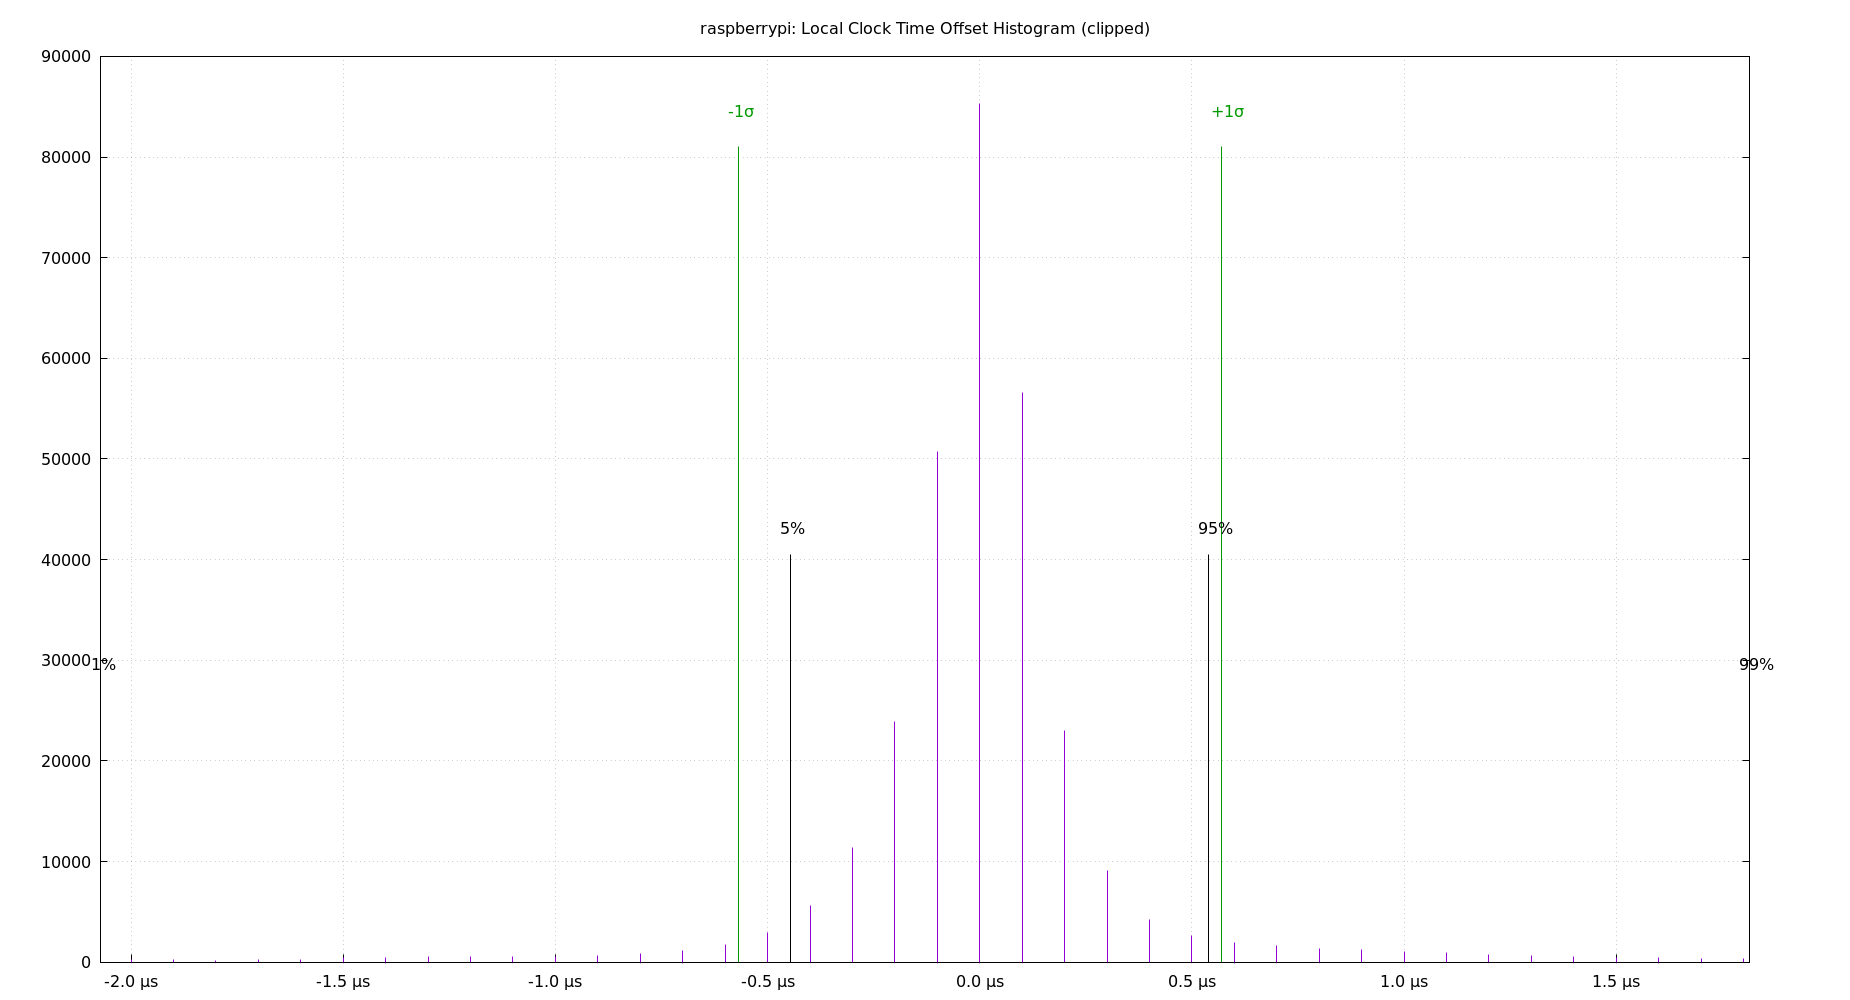 raspberrypi: Local Clock Time Offset Histogram (clipped)
90000
-1σ
+1σ
80000
70000
60000
50000
5%
95%
40000
30000
1%
99%
20000
10000
0
-2.0 µs
-1.5 µs
-1.0 µs
-0.5 µs
0.0 µs
0.5 µs
1.0 µs
1.5 µs